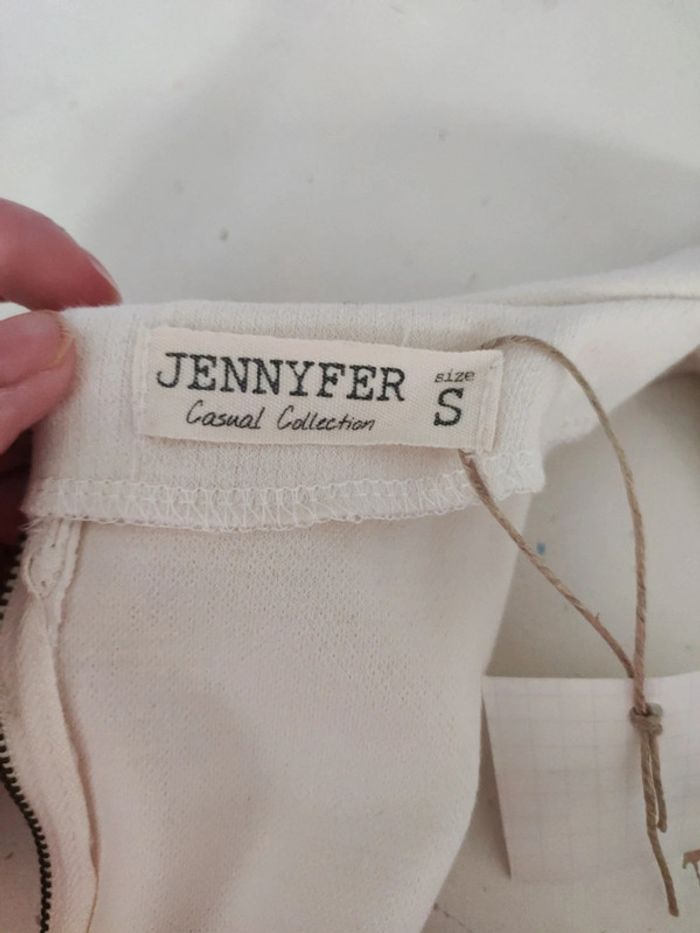 JENNYFER
Casual Collection
size
S